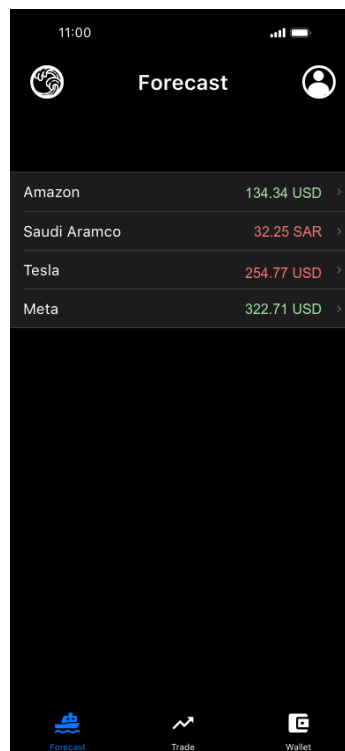 11:00
Forecast
Amazon 134.34 USD
Saudi Aramco 32.25 SAR
Tesla 254.77 USD
Meta 322.71 USD
Forecast Trade Wallet